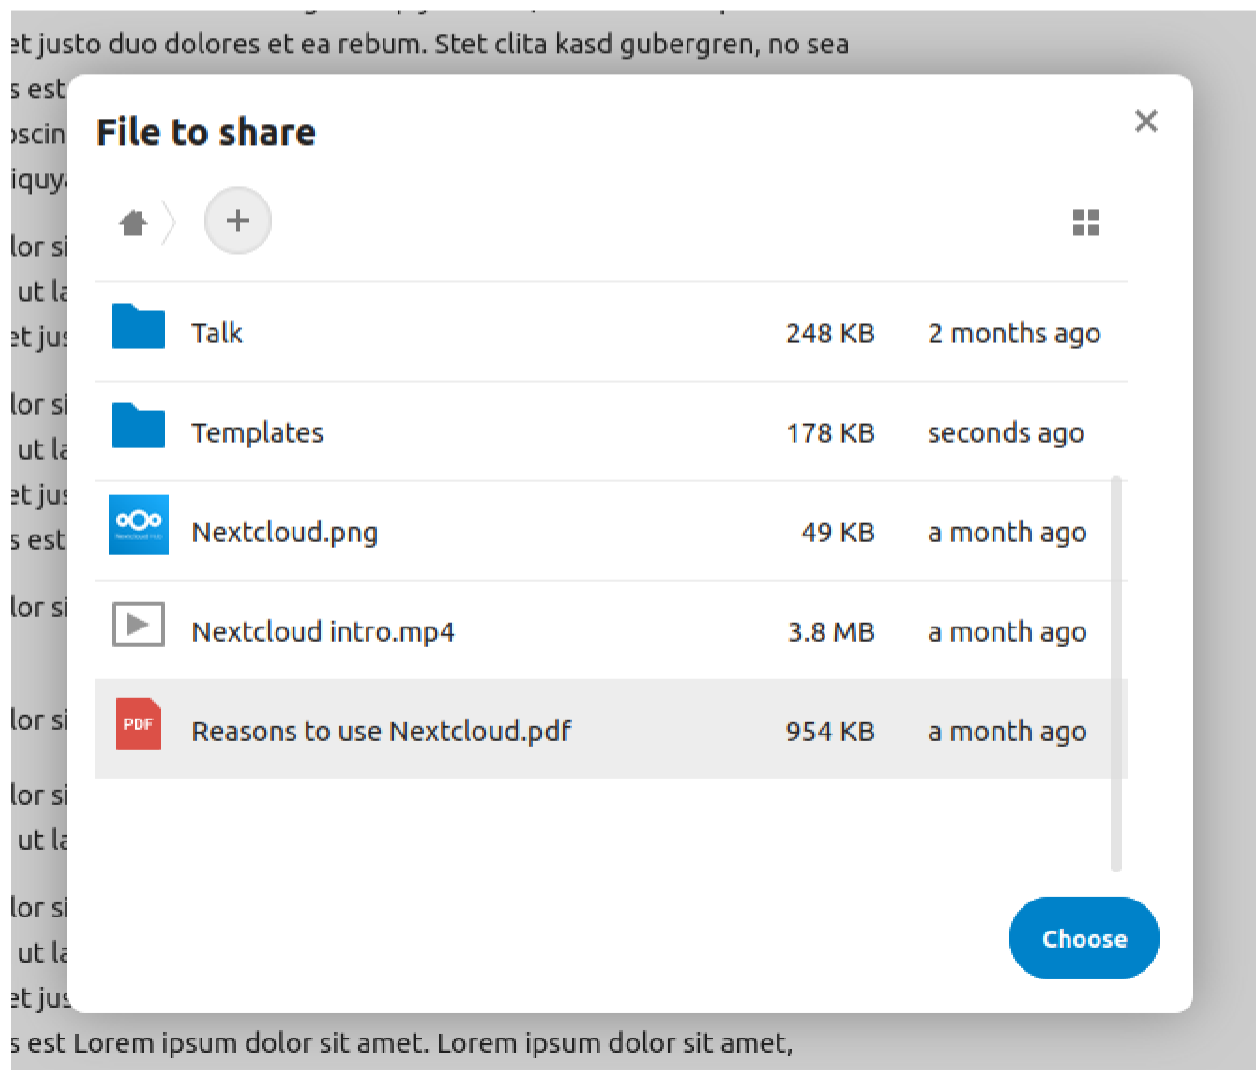 et justo duo dolores et ea rebum. Stet clita kasd gubergren, no sea
s est
File to share
Talk 248 KB 2 months ago
Templates 178 KB seconds ago
Nextcloud.png 49 KB a month ago
Nextcloud intro.mp4 3.8 MB a month ago
PDF Reasons to use Nextcloud.pdf 954 KB a month ago
Choose
s est Lorem ipsum dolor sit amet. Lorem ipsum dolor sit amet,